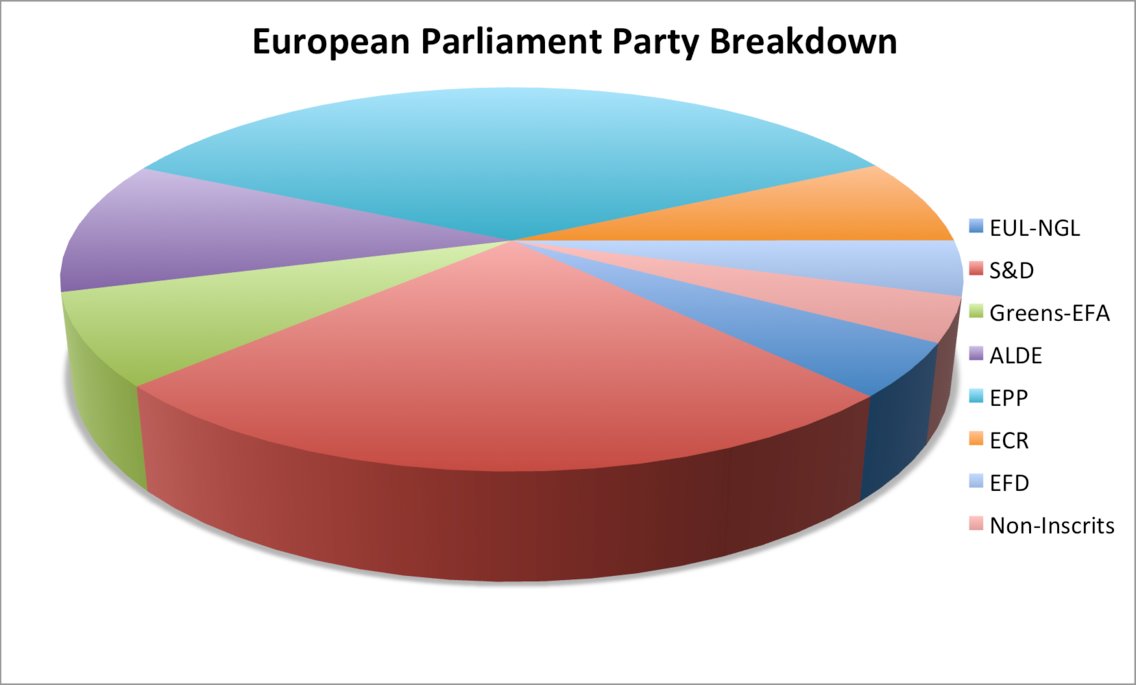 European Parliament Party Breakdown
EUL-NGL
S&D
Greens-EFA
ALDE
EPP
ECR
EFD
Non-Inscrits